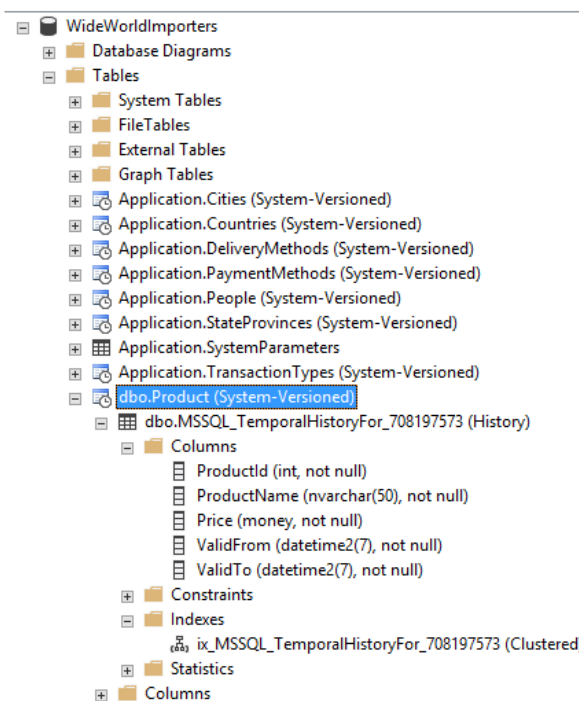 WideWorldImporters
Database Diagrams
Tables
System Tables
FileTables
External Tables
Graph Tables
Application.Cities (System-Versioned)
Application.Countries (System-Versioned)
Application.DeliveryMethods (System-Versioned)
Application.PaymentMethods (System-Versioned)
Application.People (System-Versioned)
Application.StateProvinces (System-Versioned)
Application.SystemParameters
Application.TransactionTypes (System-Versioned)
dbo.Product (System-Versioned)
dbo.MSSQL_TemporalHistoryFor_708197573 (History)
Columns
ProductId (int, not null)
ProductName (nvarchar(50), not null)
Price (money, not null)
ValidFrom (datetime2(7), not null)
ValidTo (datetime2(7), not null)
Constraints
Indexes
ix_MSSQL_TemporalHistoryFor_708197573 (Clustered
Statistics
Columns